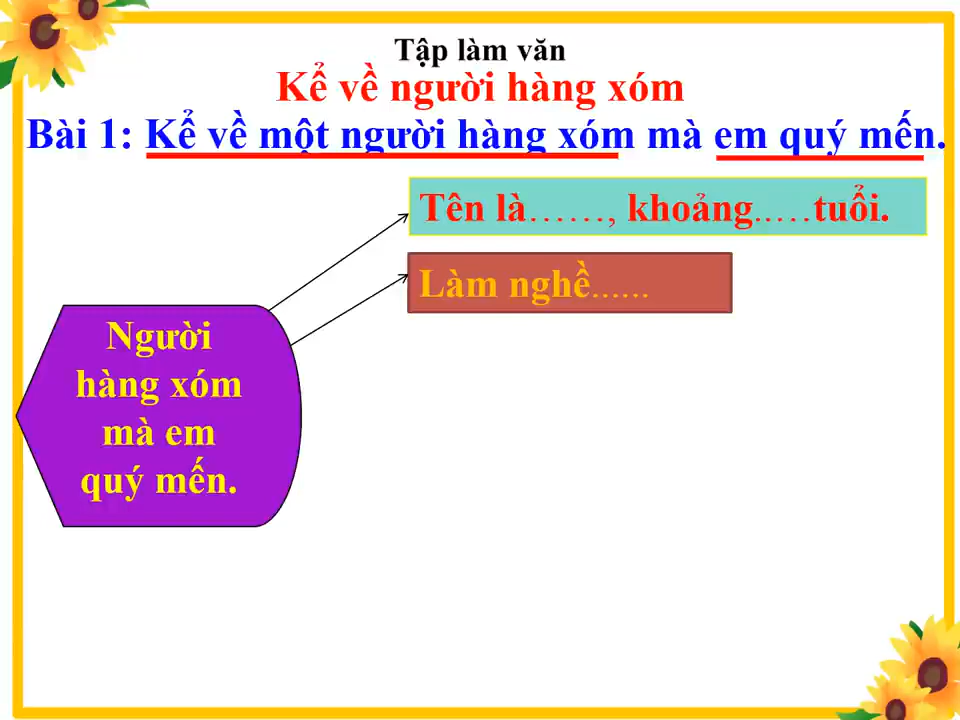 Tập làm văn
Kể về người hàng xóm
Bài 1: Kể về một người hàng xóm mà em quý mến.
Tên là……, khoảng..…tuổi.
Làm nghề......
Người
hàng xóm
mà em
quý mến.